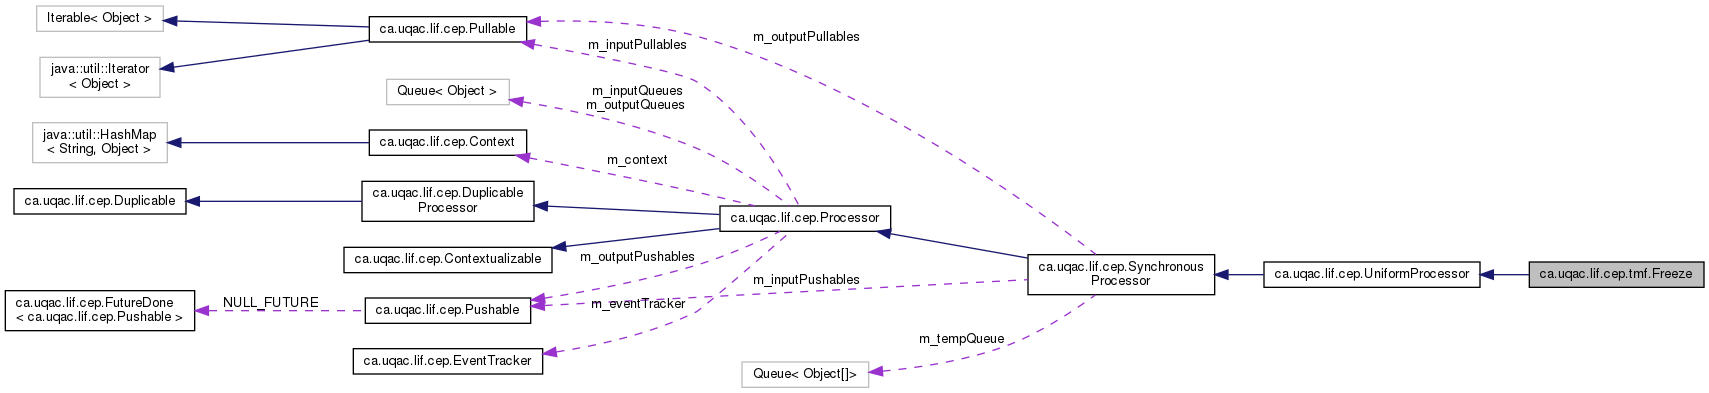 Iterable< Object >
ca.uqac.lif.cep.Pullable
m_outputPullables
m_inputPullables
java::util::Iterator
< Object >
Queue< Object >
m_inputQueues
m_outputQueues
java::util::HashMap
< String, Object >
ca.uqac.lif.cep.Context
m_context
ca.uqac.lif.cep.Duplicable
ca.uqac.lif.cep.Duplicable
Processor
ca.uqac.lif.cep.Processor
ca.uqac.lif.cep.Contextualizable
m_outputPushables
m_inputPushables
ca.uqac.lif.cep.Synchronous
Processor
ca.uqac.lif.cep.UniformProcessor
ca.uqac.lif.cep.tmf.Freeze
ca.uqac.lif.cep.FutureDone
< ca.uqac.lif.cep.Pushable >
NULL_FUTURE
ca.uqac.lif.cep.Pushable
m_eventTracker
m_tempQueue
ca.uqac.lif.cep.EventTracker
Queue< Object[]>